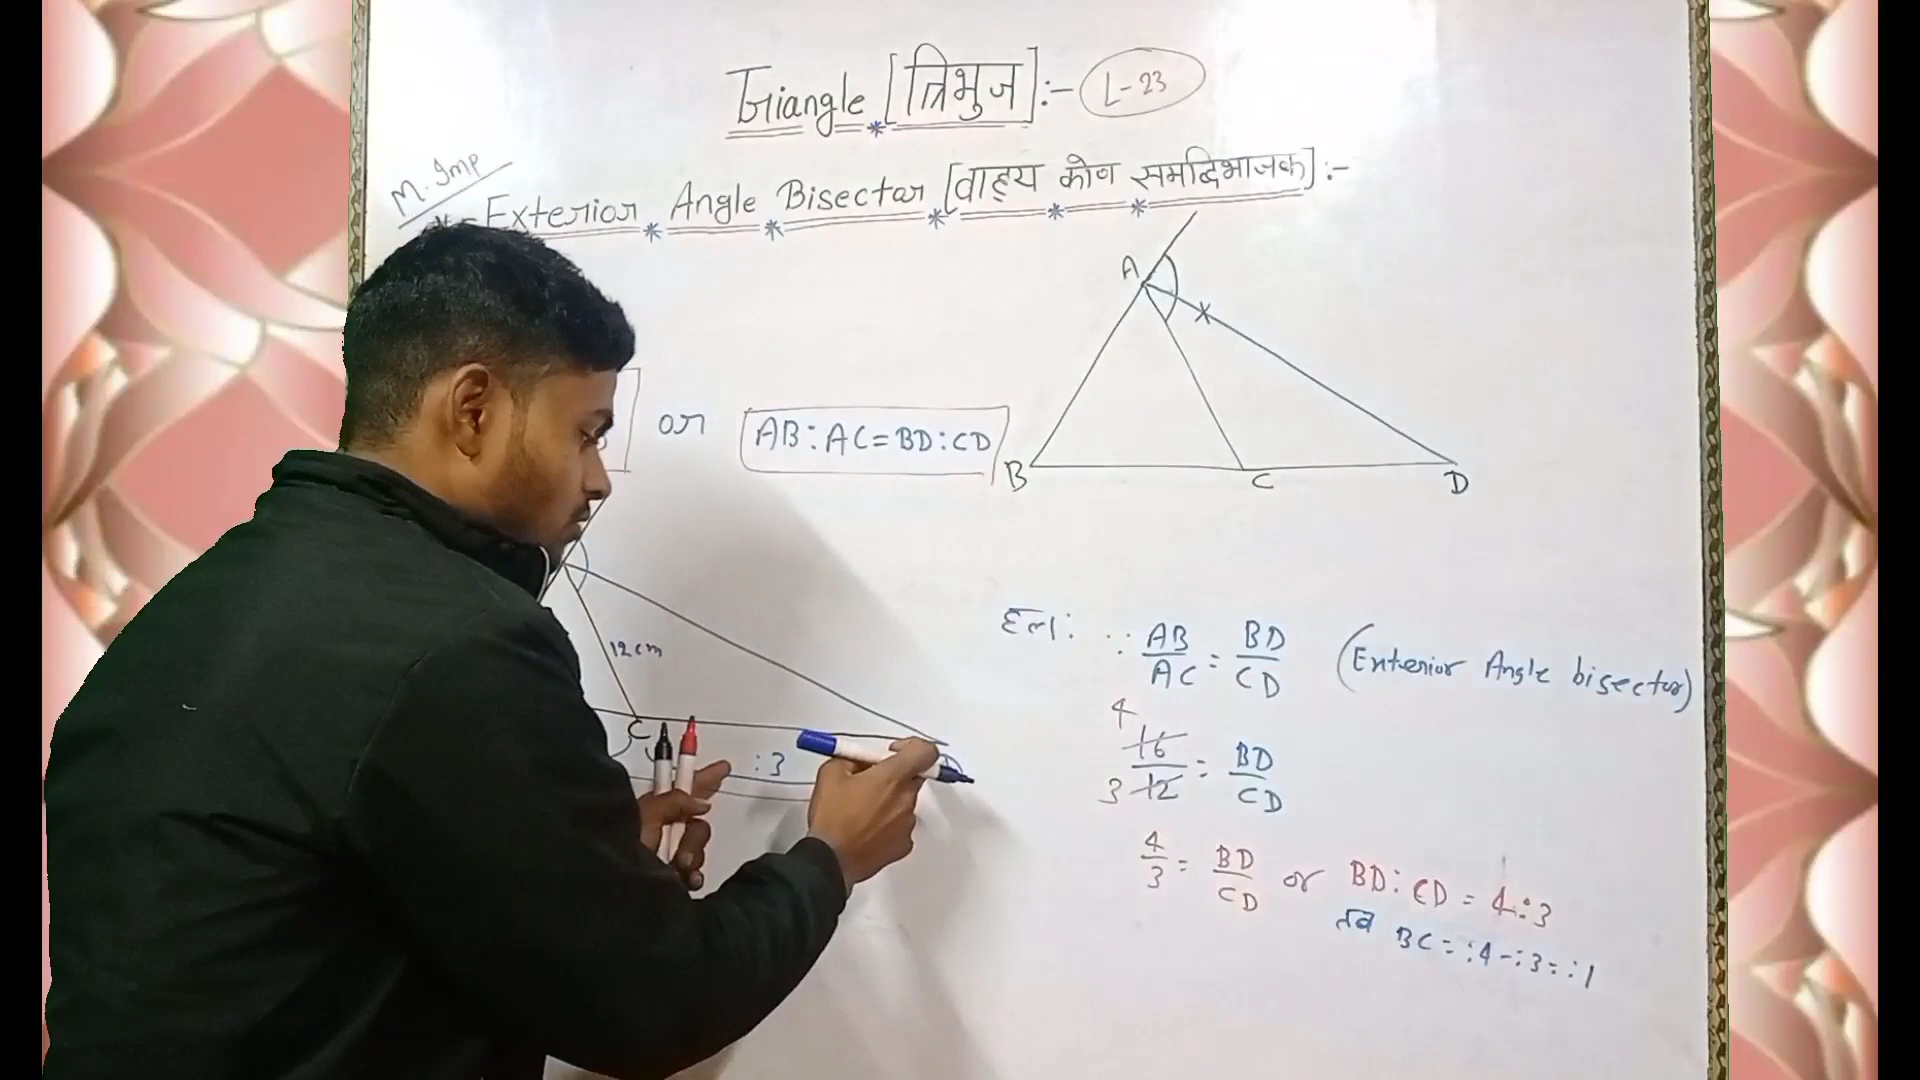 Triangle [त्रिभुज]:- L-23
M. Imp
* Exterior Angle Bisector [वाह्य कोण समद्विभाजक]:-
A
or AB:AC=BD:CD
B C D
हल: ∵ AB/AC = BD/CD (Exterior Angle bisector)
12cm
C
:3
4
16/12 = BD/CD
3
4/3 = BD/CD or BD:CD = 4:3
तब BC = :4-:3 = :1